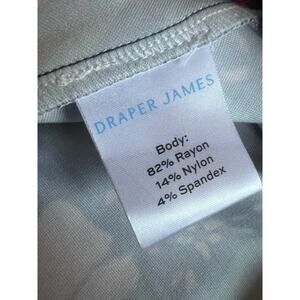 DRAPER JAMES
Body:
82% Rayon
14% Nylon
4% Spandex